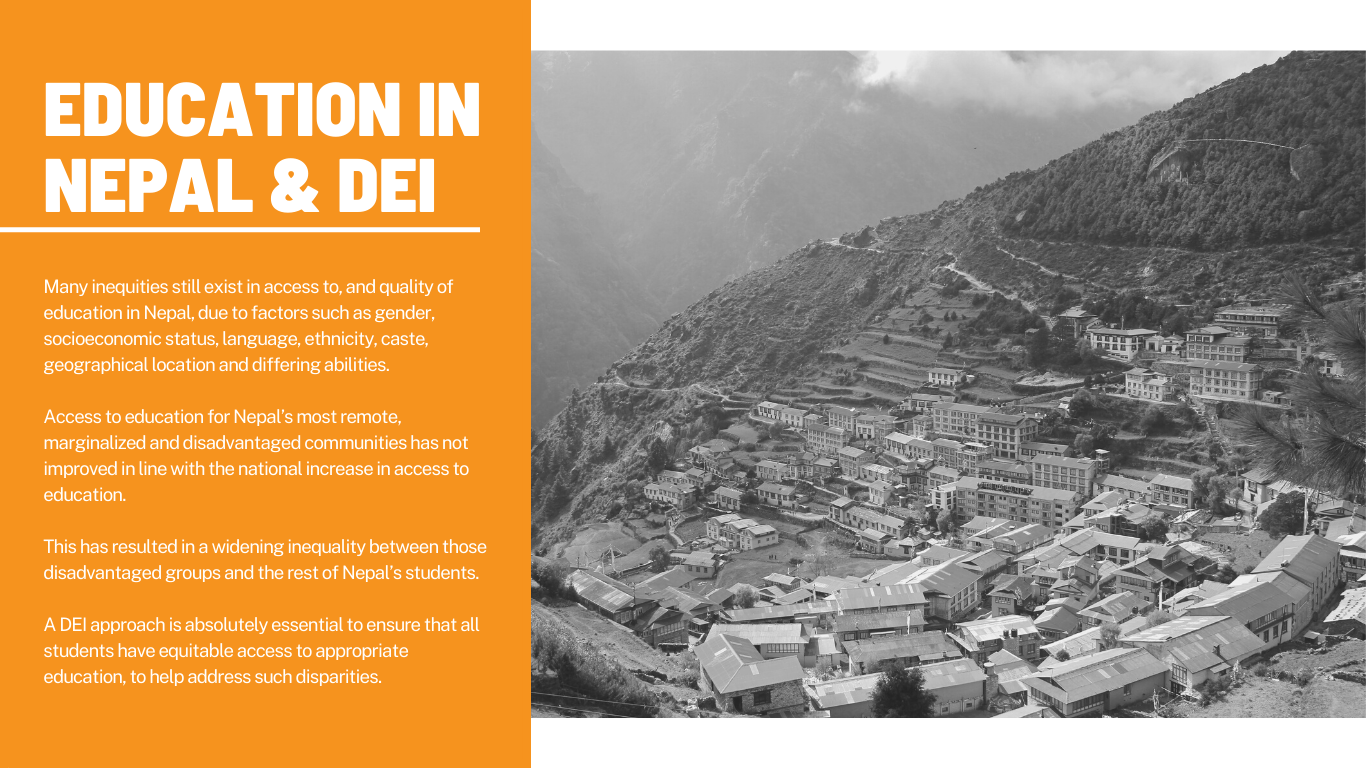 EDUCATION IN
NEPAL & DEI
Many inequities still exist in access to, and quality of
education in Nepal, due to factors such as gender,
socioeconomic status, language, ethnicity, caste,
geographical location and differing abilities.
Access to education for Nepal's most remote,
marginalized and disadvantaged communities has not
improved in line with the national increase in access to
education.
This has resulted in a widening inequality between those
disadvantaged groups and the rest of Nepal's students.
A DEI approach is absolutely essential to ensure that all
students have equitable access to appropriate
education, to help address such disparities.